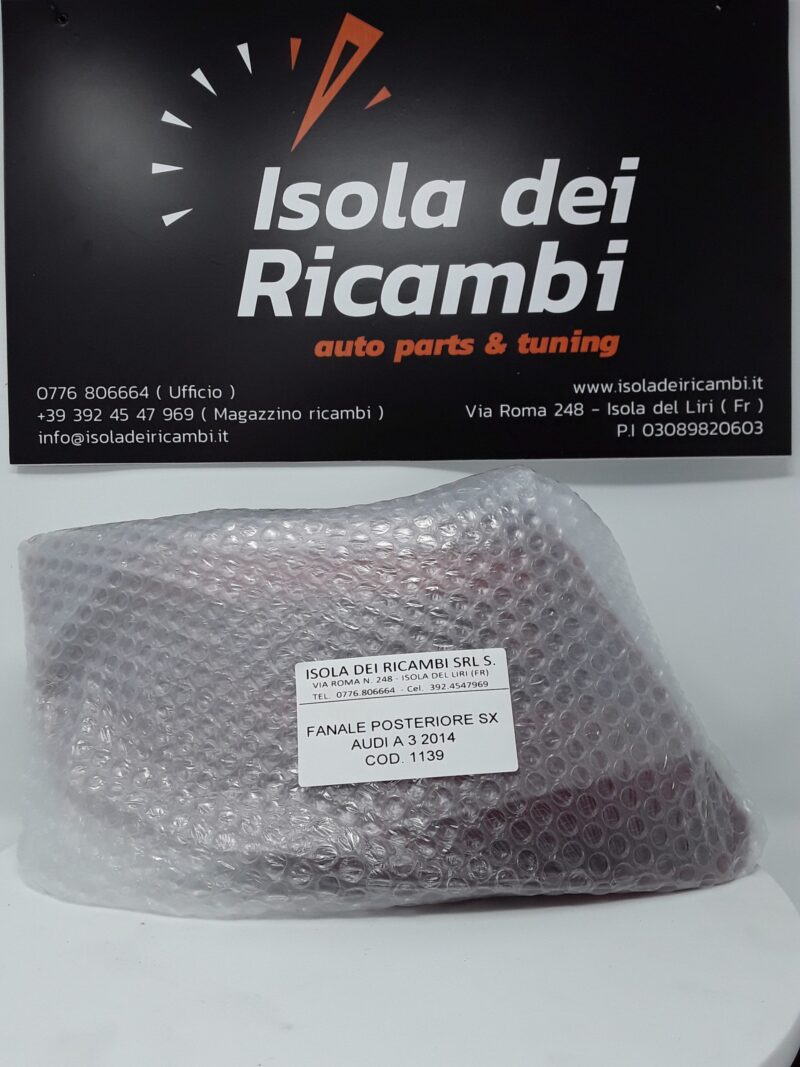 Isola dei
Ricambi
auto parts & tuning
0776 806664 ( Ufficio )
+39 392 45 47 969 ( Magazzino ricambi )
info@isoladeiricambi.it
www.isoladeiricambi.it
Via Roma 248 - Isola del Liri ( Fr )
P.I 03089820603
ISOLA DEI RICAMBI SRL S.
VIA ROMA N. 248 - ISOLA DEL LIRI (FR)
TEL. 0776.806664 - Cel. 392.4547969
FANALE POSTERIORE SX
AUDI A 3 2014
COD. 1139